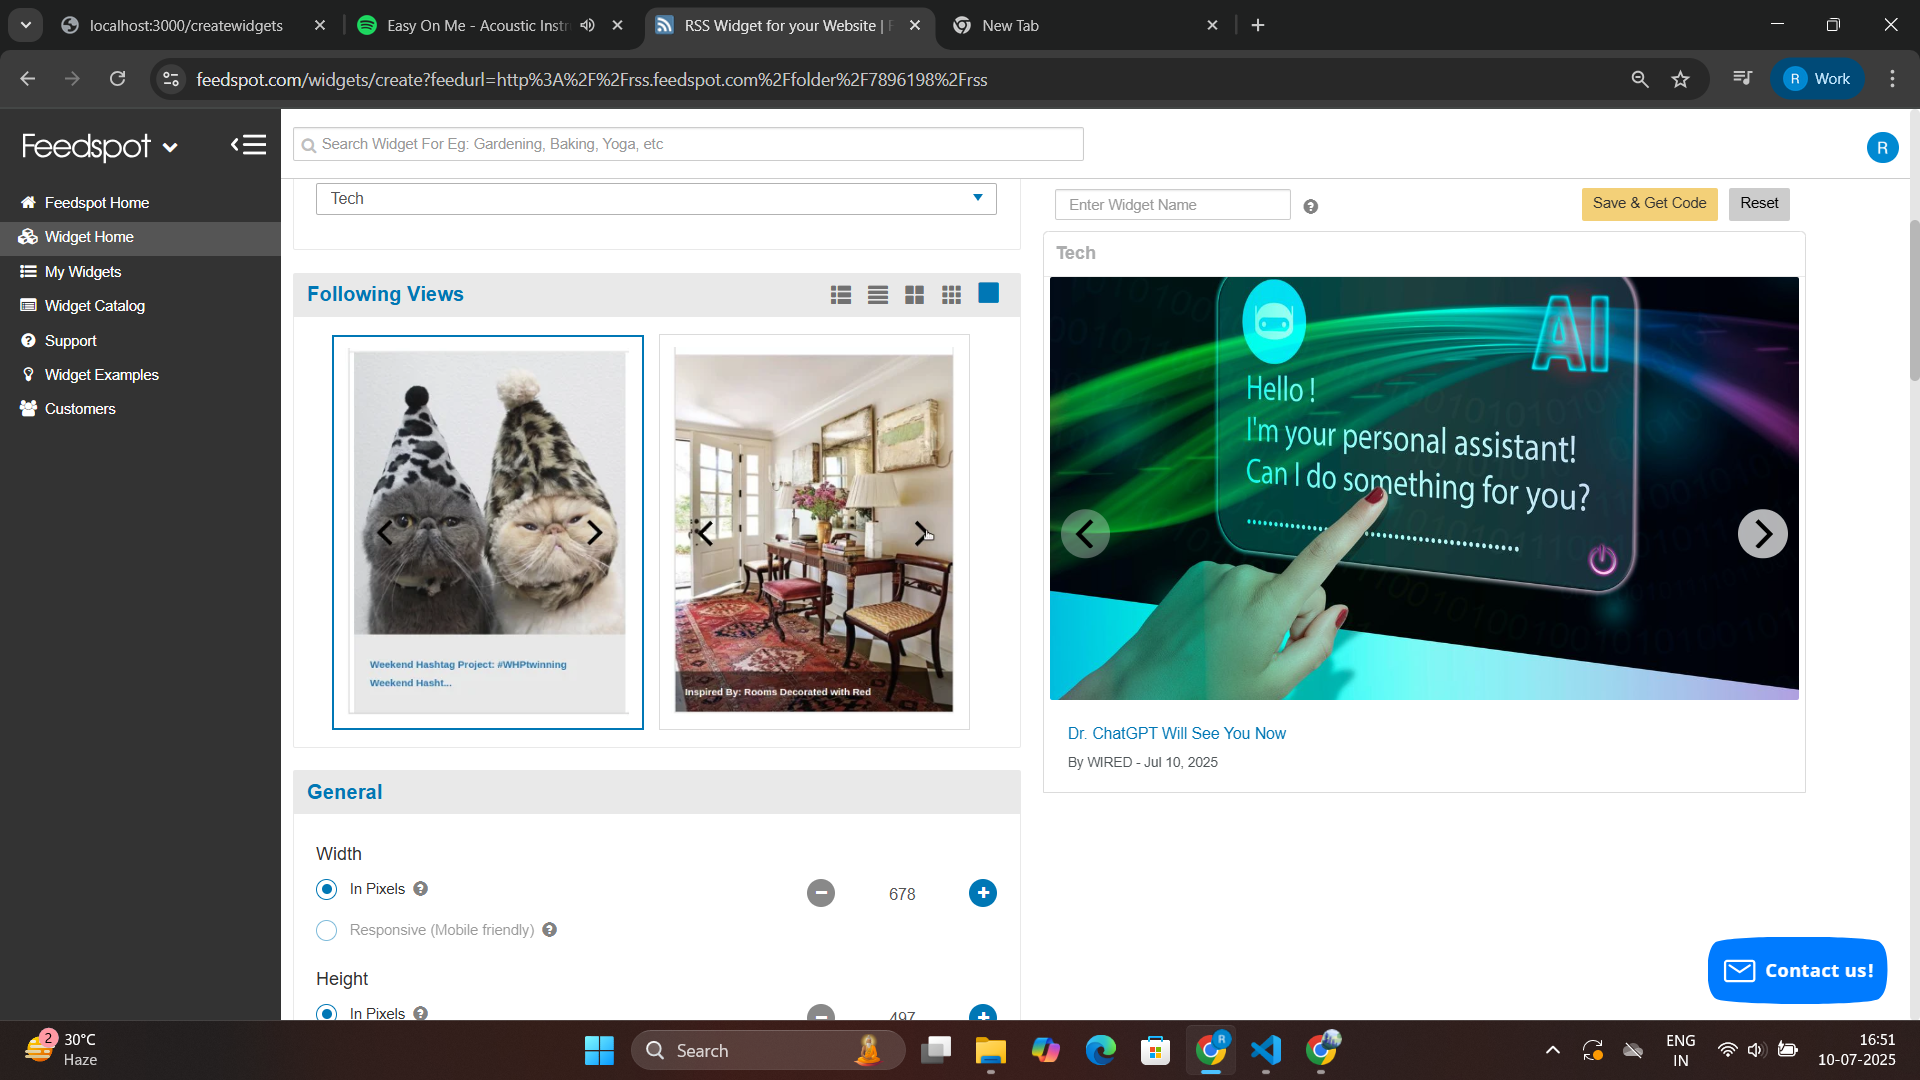 localhost:3000/createwidgets
Easy On Me - Acoustic Instr
RSS Widget for your Website | F
New Tab
feedspot.com/widgets/create?feedurl=http%3A%2F%2Frss.feedspot.com%2Ffolder%2F7896198%2Frss
R Work
Feedspot
Search Widget For Eg: Gardening, Baking, Yoga, etc
R
Feedspot Home
Widget Home
My Widgets
Widget Catalog
Support
Widget Examples
Customers
Tech
Following Views
Weekend Hashtag Project: #WHPtwinning
Weekend Hasht...
Inspired By: Rooms Decorated with Red
General
Width
In Pixels
678
Responsive (Mobile friendly)
Height
In Pixels
497
Enter Widget Name
Save & Get Code
Reset
Tech
AI
Hello !
I'm your personal assistant!
Can I do something for you?
Dr. ChatGPT Will See You Now
By WIRED - Jul 10, 2025
Contact us!
2
30°C
Haze
Search
R
ENG
IN
16:51
10-07-2025